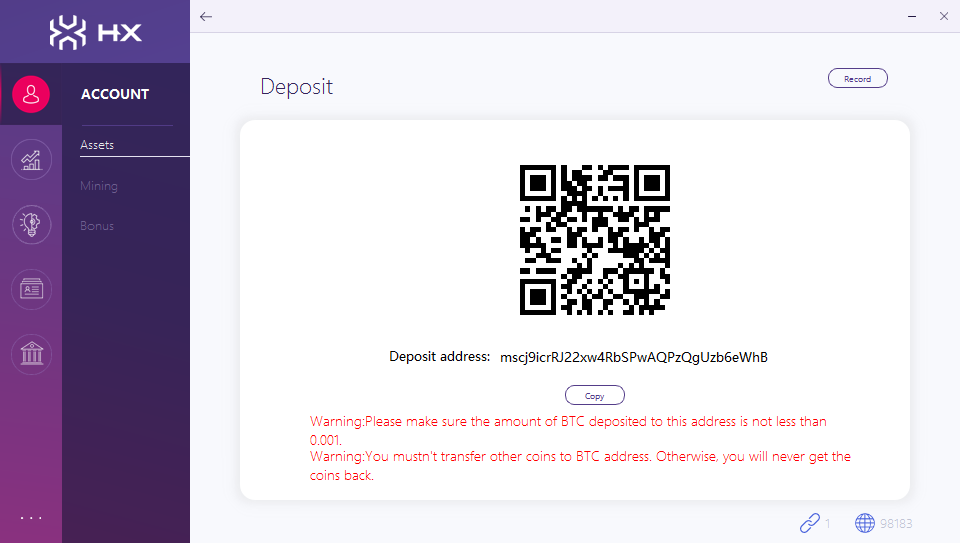 HX
ACCOUNT
Assets
Mining
Bonus
Deposit
Record
Deposit address: mscj9icrRJ22xw4RbSPwAQPzQgUzb6eWhB
Copy
Warning:Please make sure the amount of BTC deposited to this address is not less than
0.001.
Warning:You mustn't transfer other coins to BTC address. Otherwise, you will never get the
coins back.
1
98183